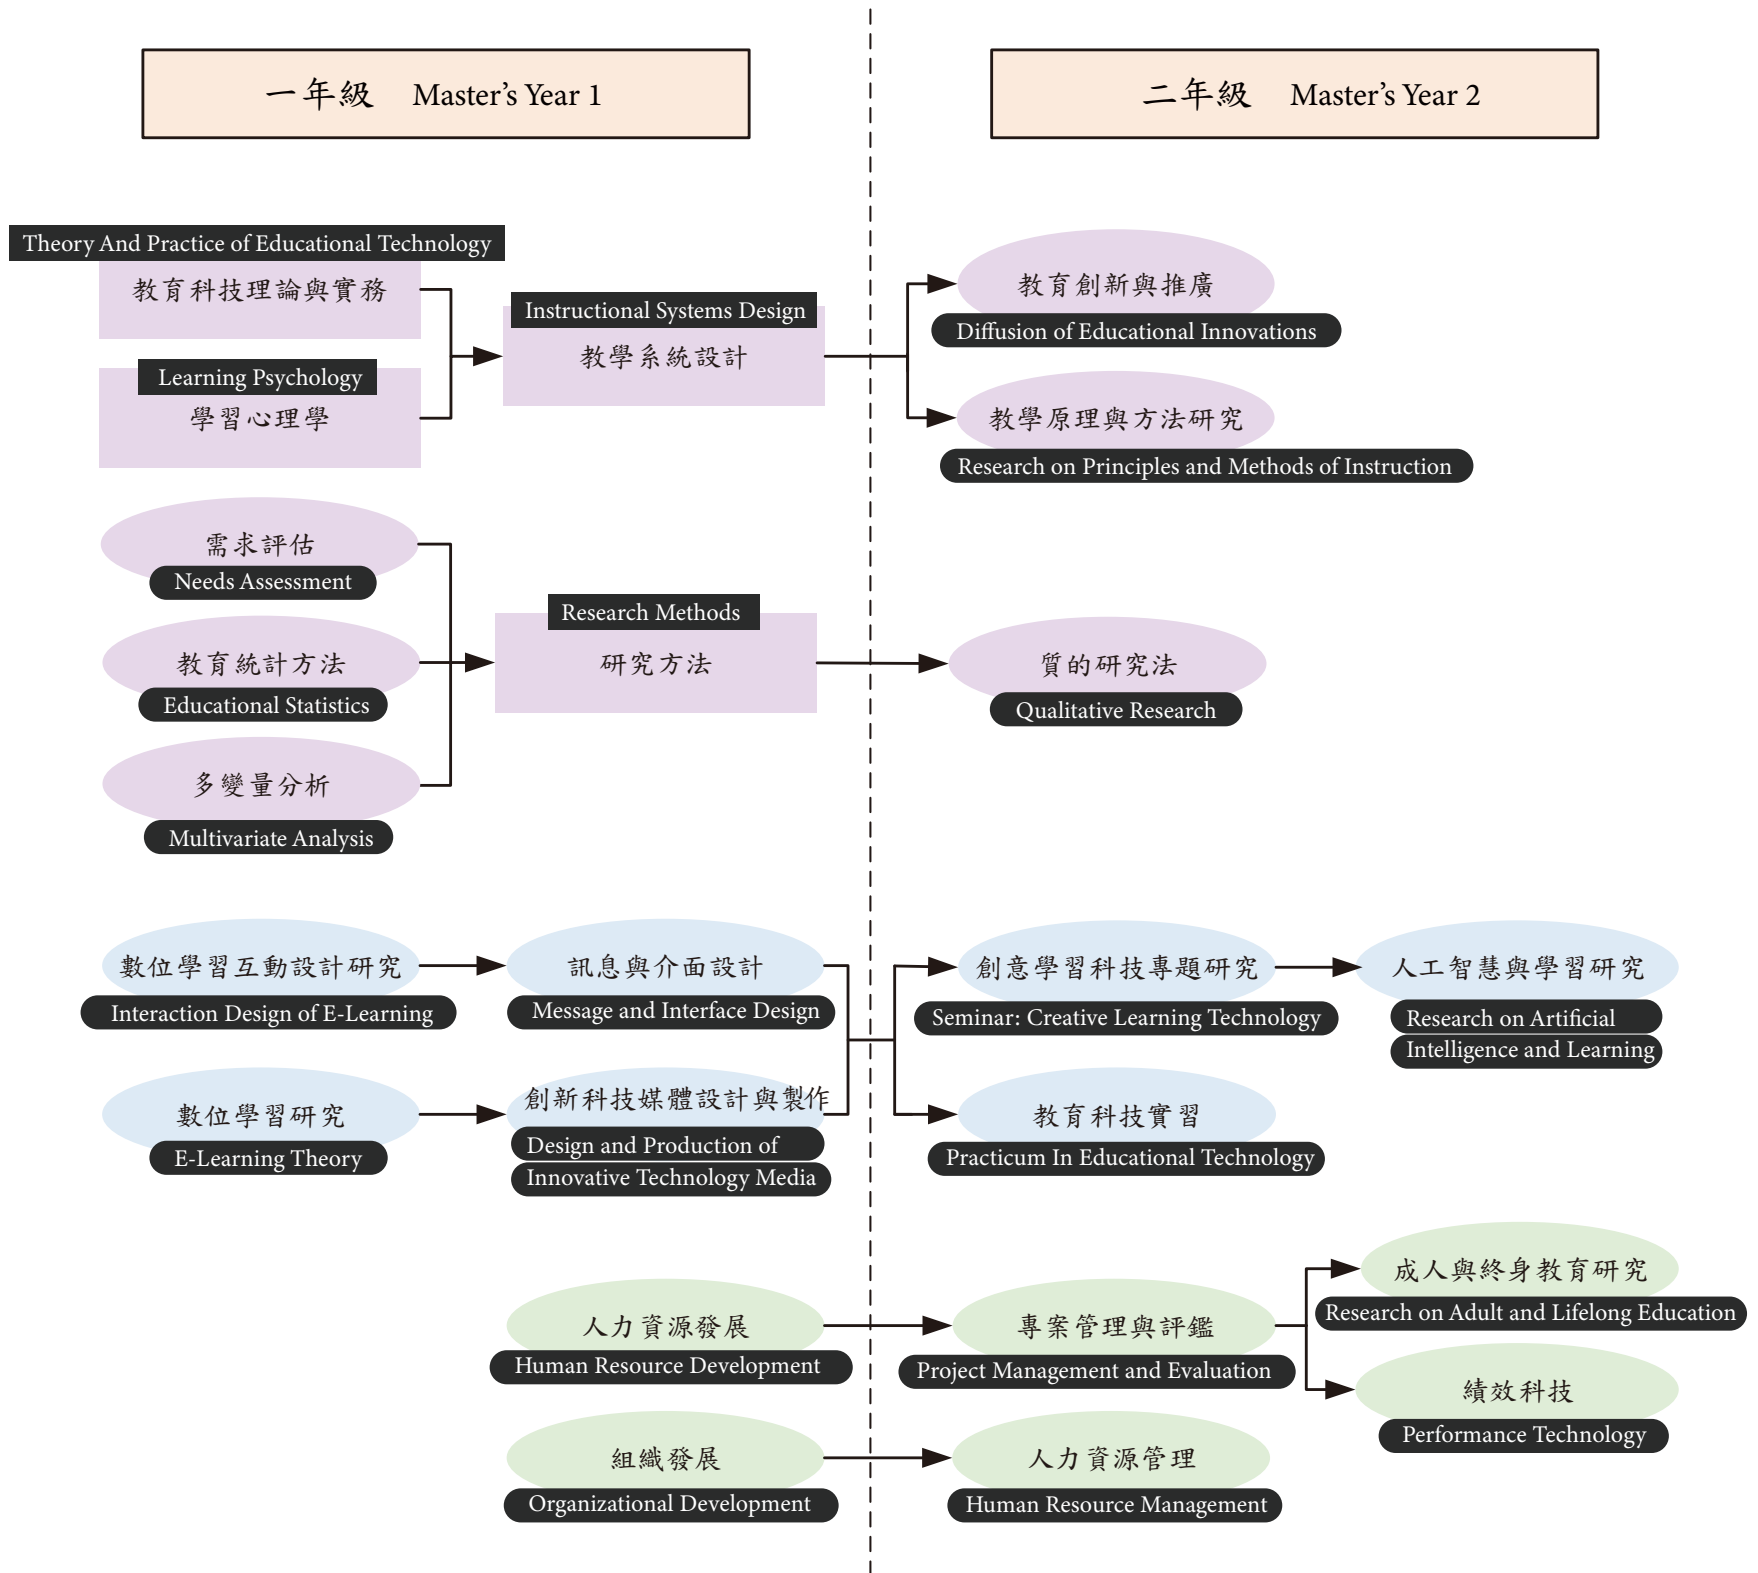 一年級 Master's Year 1
二年級 Master's Year 2
Theory And Practice of Educational Technology
教育科技理論與實務
Learning Psychology
學習心理學
Instructional Systems Design
教學系統設計
教育創新與推廣
Diffusion of Educational Innovations
教學原理與方法研究
Research on Principles and Methods of Instruction
需求評估
Needs Assessment
教育統計方法
Educational Statistics
多變量分析
Multivariate Analysis
Research Methods
研究方法
質的研究法
Qualitative Research
數位學習互動設計研究
Interaction Design of E-Learning
訊息與介面設計
Message and Interface Design
創意學習科技專題研究
Seminar: Creative Learning Technology
人工智慧與學習研究
Research on Artificial
Intelligence and Learning
數位學習研究
E-Learning Theory
創新科技媒體設計與製作
Design and Production of
Innovative Technology Media
教育科技實習
Practicum In Educational Technology
人力資源發展
Human Resource Development
專案管理與評鑑
Project Management and Evaluation
成人與終身教育研究
Research on Adult and Lifelong Education
績效科技
Performance Technology
組織發展
Organizational Development
人力資源管理
Human Resource Management